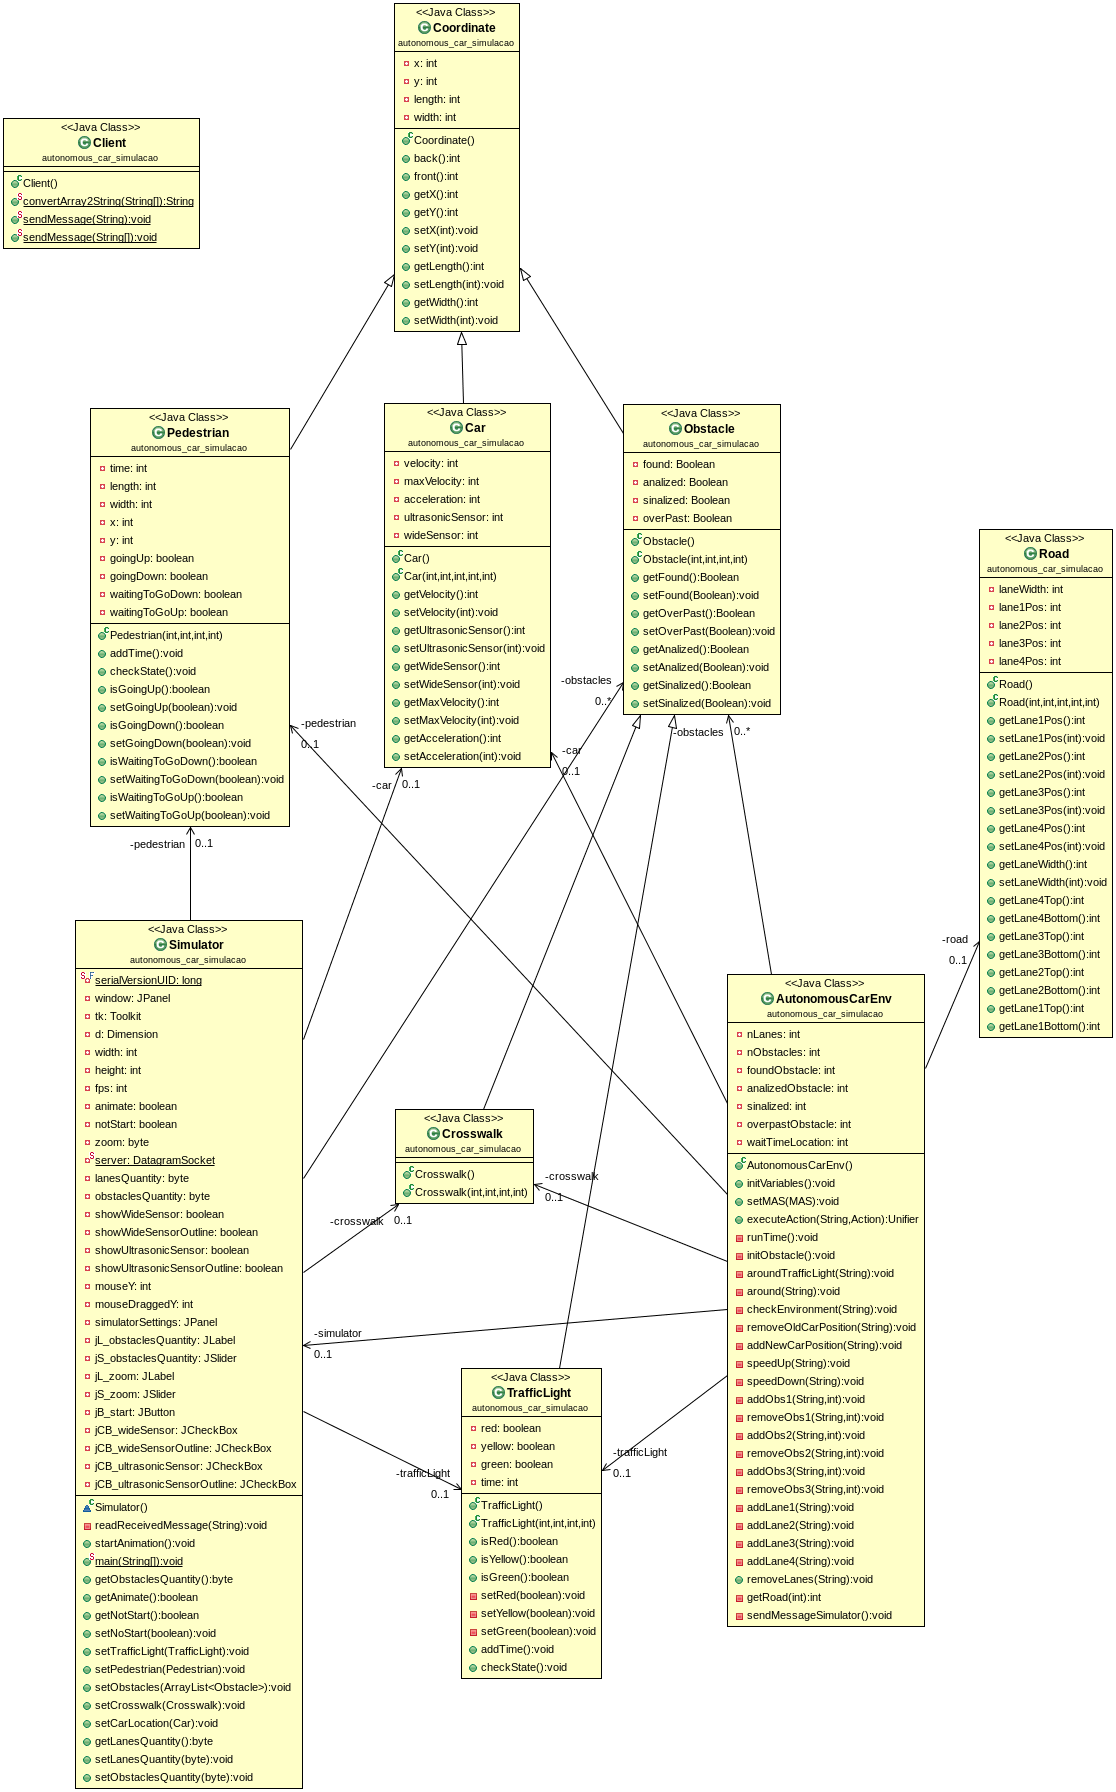 <<Java Class>>
Coordinate
autonomous_car_simulacao
x: int
y: int
length: int
width: int
Coordinate()
back():int
front():int
getX():int
getY():int
setX(int):void
setY(int):void
getLength():int
setLength(int):void
getWidth():int
setWidth(int):void
<<Java Class>>
Client
autonomous_car_simulacao
Client()
convertArray2String(String[]):String
sendMessage(String):void
sendMessage(String[]):void
<<Java Class>>
Pedestrian
autonomous_car_simulacao
time: int
length: int
width: int
x: int
y: int
goingUp: boolean
goingDown: boolean
waitingToGoDown: boolean
waitingToGoUp: boolean
Pedestrian(int,int,int,int)
addTime():void
checkState():void
isGoingUp():boolean
setGoingUp(boolean):void
isGoingDown():boolean
setGoingDown(boolean):void
isWaitingToGoDown():boolean
setWaitingToGoDown(boolean):void
isWaitingToGoUp():boolean
setWaitingToGoUp(boolean):void
<<Java Class>>
Car
autonomous_car_simulacao
velocity: int
maxVelocity: int
acceleration: int
ultrasonicSensor: int
wideSensor: int
Car()
Car(int,int,int,int,int)
getVelocity():int
setVelocity(int):void
getUltrasonicSensor():int
setUltrasonicSensor(int):void
getWideSensor():int
setWideSensor(int):void
getMaxVelocity():int
setMaxVelocity(int):void
getAcceleration():int
setAcceleration(int):void
<<Java Class>>
Obstacle
autonomous_car_simulacao
found: Boolean
analized: Boolean
sinalized: Boolean
overPast: Boolean
Obstacle()
Obstacle(int,int,int,int)
getFound():Boolean
setFound(Boolean):void
getOverPast():Boolean
setOverPast(Boolean):void
getAnalized():Boolean
setAnalized(Boolean):void
getSinalized():Boolean
setSinalized(Boolean):void
<<Java Class>>
Road
autonomous_car_simulacao
laneWidth: int
lane1Pos: int
lane2Pos: int
lane3Pos: int
lane4Pos: int
Road()
Road(int,int,int,int,int)
getLane1Pos():int
setLane1Pos(int):void
getLane2Pos():int
setLane2Pos(int):void
getLane3Pos():int
setLane3Pos(int):void
getLane4Pos():int
setLane4Pos(int):void
getLaneWidth():int
setLaneWidth(int):void
getLane4Top():int
getLane4Bottom():int
getLane3Top():int
getLane3Bottom():int
getLane2Top():int
getLane2Bottom():int
getLane1Top():int
getLane1Bottom():int
-obstacles
0..*
-pedestrian
0..1
-obstacles 0..*
-car
0..1
-car 0..1
-pedestrian 0..1
-road
0..1
<<Java Class>>
Simulator
autonomous_car_simulacao
serialVersionUID: long
window: JPanel
tk: Toolkit
d: Dimension
width: int
height: int
fps: int
animate: boolean
notStart: boolean
zoom: byte
server: DatagramSocket
lanesQuantity: byte
obstaclesQuantity: byte
showWideSensor: boolean
showWideSensorOutline: boolean
showUltrasonicSensor: boolean
showUltrasonicSensorOutline: boolean
mouseY: int
mouseDraggedY: int
simulatorSettings: JPanel
jL_obstaclesQuantity: JLabel
jS_obstaclesQuantity: JSlider
jL_zoom: JLabel
jS_zoom: JSlider
jB_start: JButton
jCB_wideSensor: JCheckBox
jCB_wideSensorOutline: JCheckBox
jCB_ultrasonicSensor: JCheckBox
jCB_ultrasonicSensorOutline: JCheckBox
Simulator()
readReceivedMessage(String):void
startAnimation():void
main(String[]):void
getObstaclesQuantity():byte
getAnimate():boolean
getNotStart():boolean
setNoStart(boolean):void
setTrafficLight(TrafficLight):void
setPedestrian(Pedestrian):void
setObstacles(ArrayList<Obstacle>):void
setCrosswalk(Crosswalk):void
setCarLocation(Car):void
getLanesQuantity():byte
setLanesQuantity(byte):void
setObstaclesQuantity(byte):void
<<Java Class>>
Crosswalk
autonomous_car_simulacao
Crosswalk()
Crosswalk(int,int,int,int)
-crosswalk
0..1
-crosswalk 0..1
-simulator
0..1
<<Java Class>>
TrafficLight
autonomous_car_simulacao
red: boolean
yellow: boolean
green: boolean
time: int
TrafficLight()
TrafficLight(int,int,int,int)
isRed():boolean
isYellow():boolean
isGreen():boolean
setRed(boolean):void
setYellow(boolean):void
setGreen(boolean):void
addTime():void
checkState():void
-trafficLight
0..1
-trafficLight
0..1
<<Java Class>>
AutonomousCarEnv
autonomous_car_simulacao
nLanes: int
nObstacles: int
foundObstacle: int
analizedObstacle: int
sinalized: int
overpastObstacle: int
waitTimeLocation: int
AutonomousCarEnv()
initVariables():void
setMAS(MAS):void
executeAction(String,Action):Unifier
runTime():void
initObstacle():void
aroundTrafficLight(String):void
around(String):void
checkEnvironment(String):void
removeOldCarPosition(String):void
addNewCarPosition(String):void
speedUp(String):void
speedDown(String):void
addObs1(String,int):void
removeObs1(String,int):void
addObs2(String,int):void
removeObs2(String,int):void
addObs3(String,int):void
removeObs3(String,int):void
addLane1(String):void
addLane2(String):void
addLane3(String):void
addLane4(String):void
removeLanes(String):void
getRoad(int):int
sendMessageSimulator():void